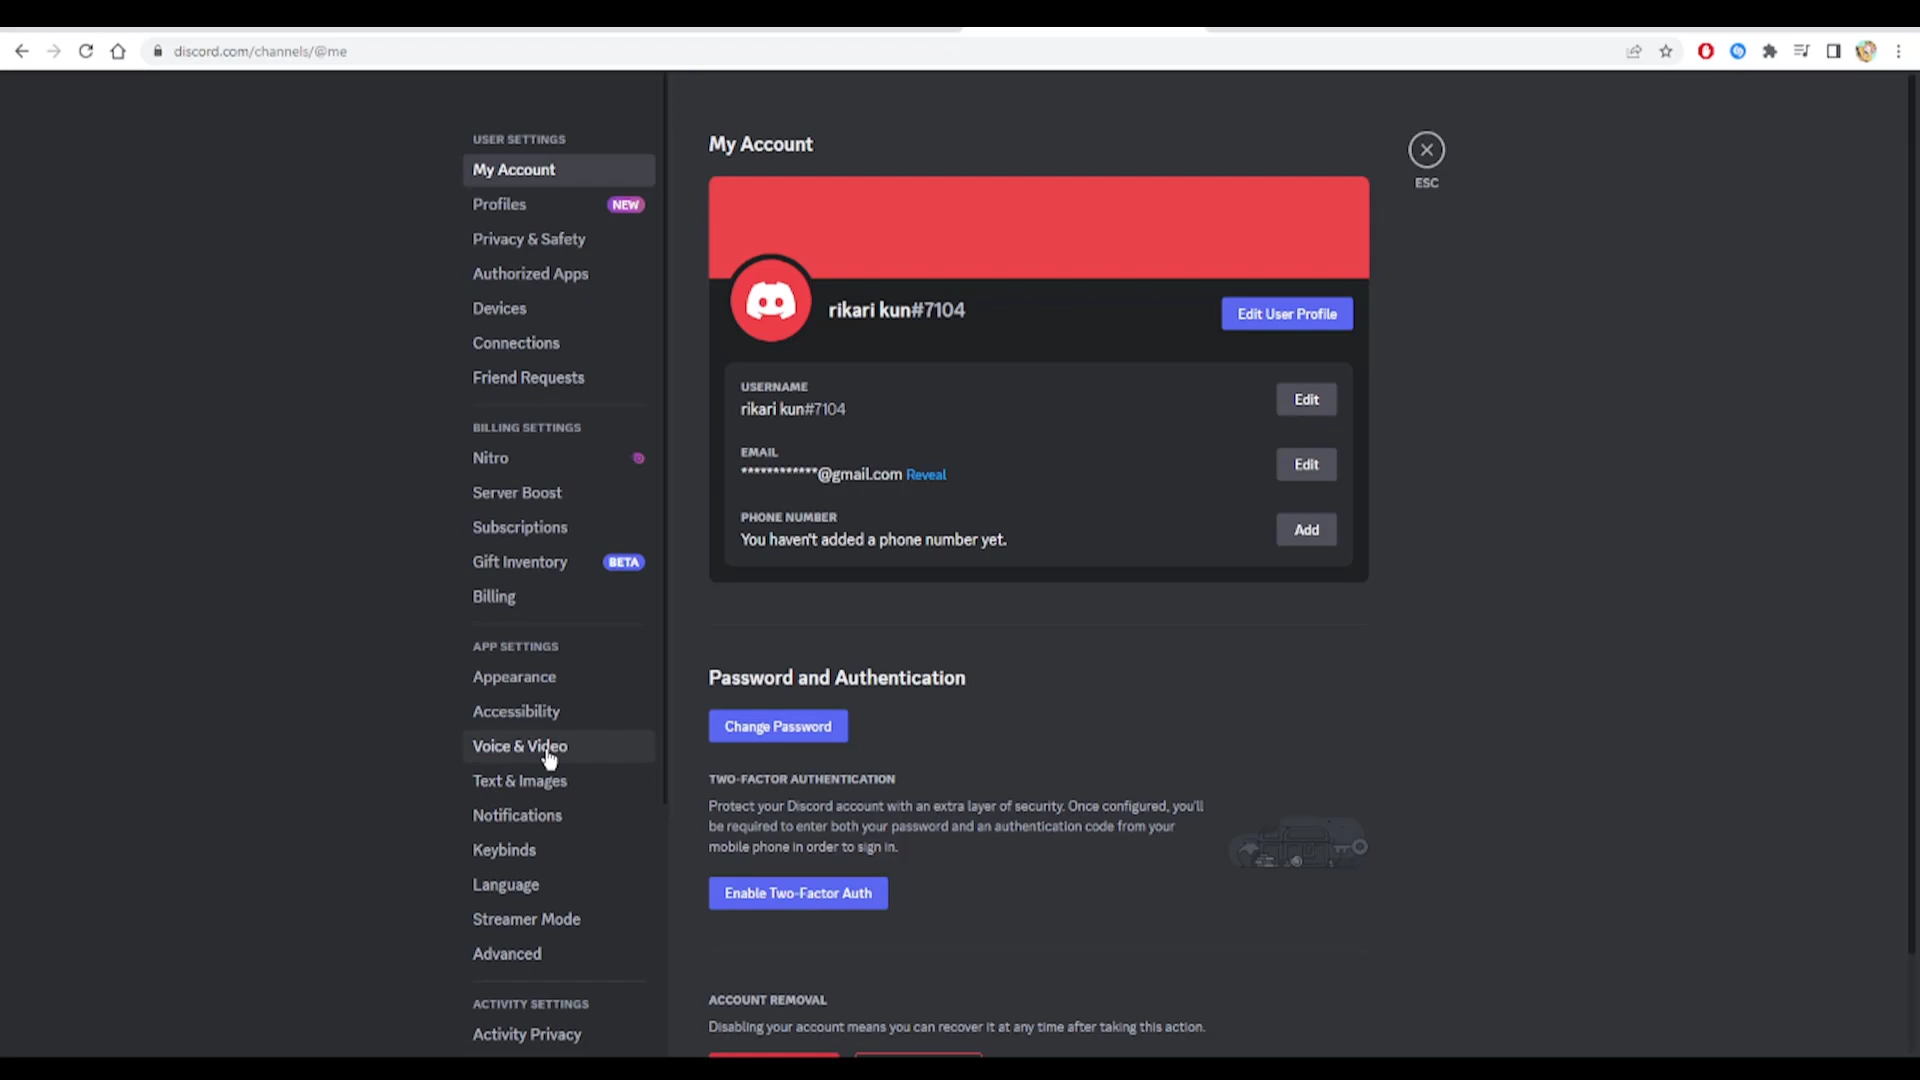 discord.com/channels/@me
USER SETTINGS
My Account
Profiles NEW
Privacy & Safety
Authorized Apps
Devices
Connections
Friend Requests
BILLING SETTINGS
Nitro
Server Boost
Subscriptions
Gift Inventory BETA
Billing
APP SETTINGS
Appearance
Accessibility
Voice & Video
Text & Images
Notifications
Keybinds
Language
Streamer Mode
Advanced
ACTIVITY SETTINGS
Activity Privacy
My Account
ESC
rikari kun#7104
Edit User Profile
USERNAME
rikari kun#7104
Edit
EMAIL
************@gmail.com Reveal
Edit
PHONE NUMBER
You haven't added a phone number yet.
Add
Password and Authentication
Change Password
TWO-FACTOR AUTHENTICATION
Protect your Discord account with an extra layer of security. Once configured, you'll
be required to enter both your password and an authentication code from your
mobile phone in order to sign in.
Enable Two-Factor Auth
ACCOUNT REMOVAL
Disabling your account means you can recover it at any time after taking this action.